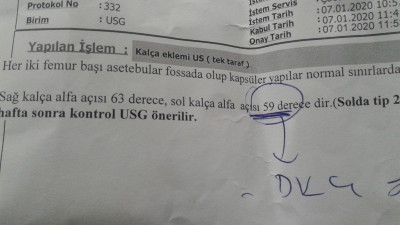 Protokol No :332
Birim :USG
İstem Servis
İstem Tarih :07.01.2020 10:5
Kabul Tarih :07.01.2020 11:4
Onay Tarih :07.01.2020 11:5
Yapılan İşlem : Kalça eklemi US ( tek taraf )
Her iki femur başı asetebular fossada olup kapsüler yapılar normal sınırlarda
Sağ kalça alfa açısı 63 derece, sol kalça alfa açısı 59 derece dir.(Solda tip 2
hafta sonra kontrol USG önerilir.